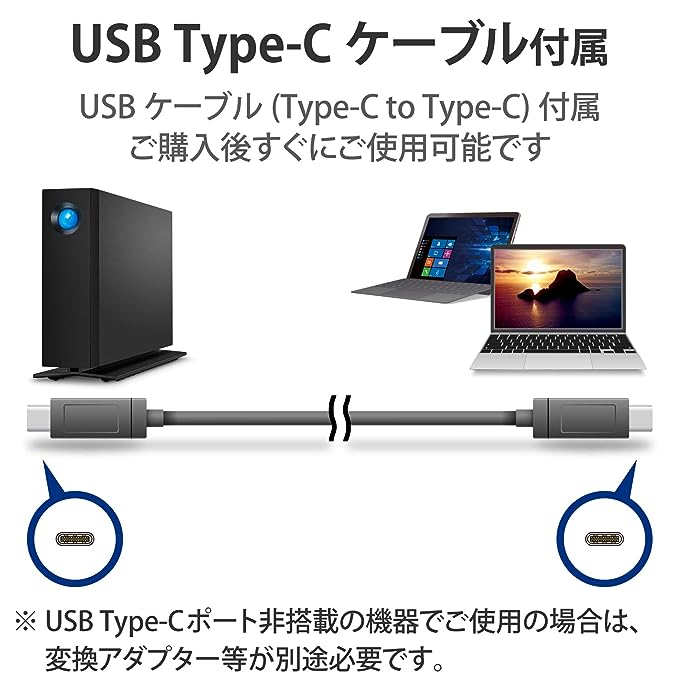 USB Type-C ケーブル付属
USB ケーブル (Type-C to Type-C) 付属
ご購入後すぐにご使用可能です
※ USB Type-Cポート非搭載の機器でご使用の場合は、
変換アダプター等が別途必要です。